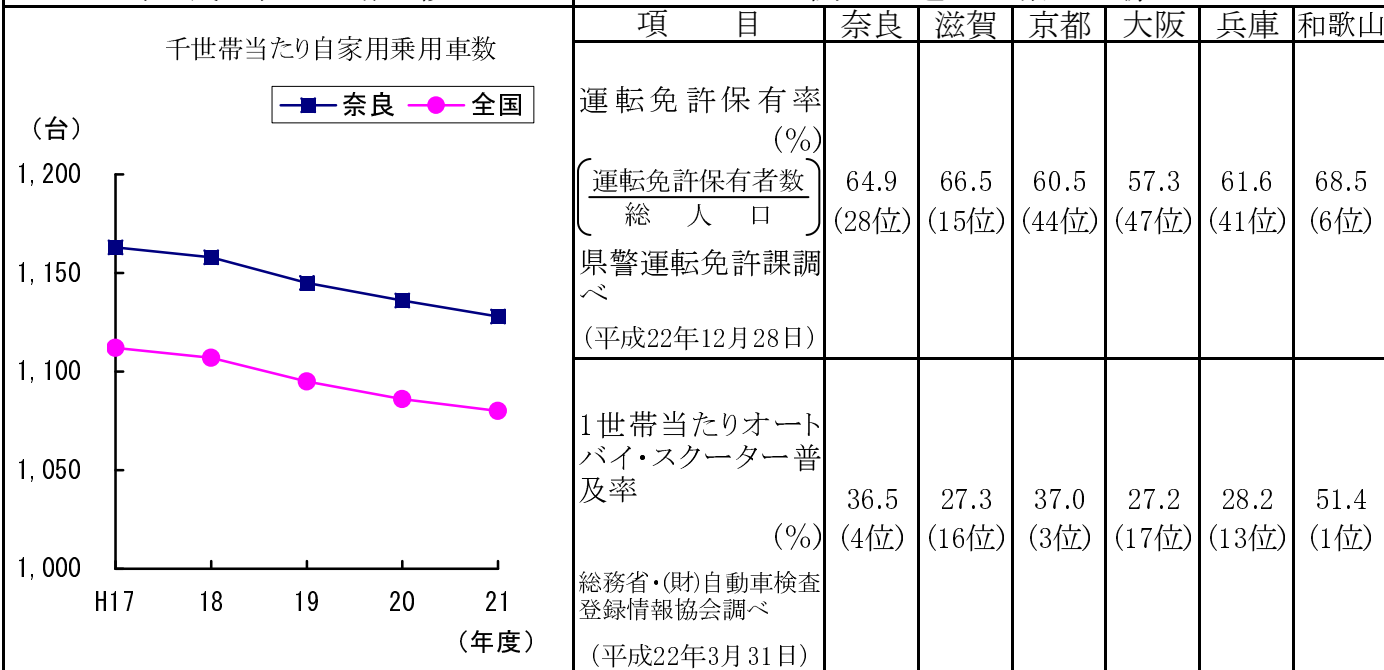 千世帯当たり自家用乗用車数
奈良 全国
(台)
1,200
1,150
1,100
1,050
1,000
H17 18 19 20 21
(年度)
項 目 奈良 滋賀 京都 大阪 兵庫 和歌山
運転免許保有率
(%)
運転免許保有者数
総 人 口
県警運転免許課調
べ
(平成22年12月28日)
64.9 66.5 60.5 57.3 61.6 68.5
(28位) (15位) (44位) (47位) (41位) (6位)
1世帯当たりオート
バイ・スクーター普
及率
(%)
総務省・(財)自動車検査
登録情報協会調べ
(平成22年3月31日)
36.5 27.3 37.0 27.2 28.2 51.4
(4位) (16位) (3位) (17位) (13位) (1位)